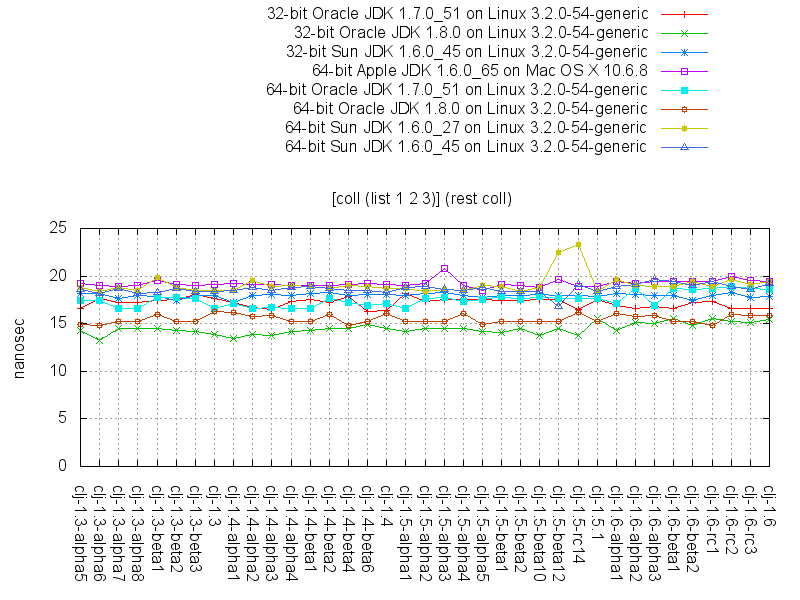 32-bit Oracle JDK 1.7.0_51 on Linux 3.2.0-54-generic
32-bit Oracle JDK 1.8.0 on Linux 3.2.0-54-generic
32-bit Sun JDK 1.6.0_45 on Linux 3.2.0-54-generic
64-bit Apple JDK 1.6.0_65 on Mac OS X 10.6.8
64-bit Oracle JDK 1.7.0_51 on Linux 3.2.0-54-generic
64-bit Oracle JDK 1.8.0 on Linux 3.2.0-54-generic
64-bit Sun JDK 1.6.0_27 on Linux 3.2.0-54-generic
64-bit Sun JDK 1.6.0_45 on Linux 3.2.0-54-generic
[coll (list 1 2 3)] (rest coll)
25
20
15
10
5
0
nanosec
clj-1.3-alpha5
clj-1.3-alpha6
clj-1.3-alpha7
clj-1.3-alpha8
clj-1.3-beta1
clj-1.3-beta2
clj-1.3-beta3
clj-1.3
clj-1.4-alpha1
clj-1.4-alpha2
clj-1.4-alpha3
clj-1.4-alpha4
clj-1.4-beta1
clj-1.4-beta2
clj-1.4-beta4
clj-1.4-beta6
clj-1.4
clj-1.5-alpha1
clj-1.5-alpha2
clj-1.5-alpha3
clj-1.5-alpha4
clj-1.5-alpha5
clj-1.5-beta1
clj-1.5-beta2
clj-1.5-beta10
clj-1.5-beta12
clj-1.5-rc14
clj-1.5.1
clj-1.6-alpha1
clj-1.6-alpha2
clj-1.6-alpha3
clj-1.6-beta1
clj-1.6-beta2
clj-1.6-rc1
clj-1.6-rc2
clj-1.6-rc3
clj-1.6